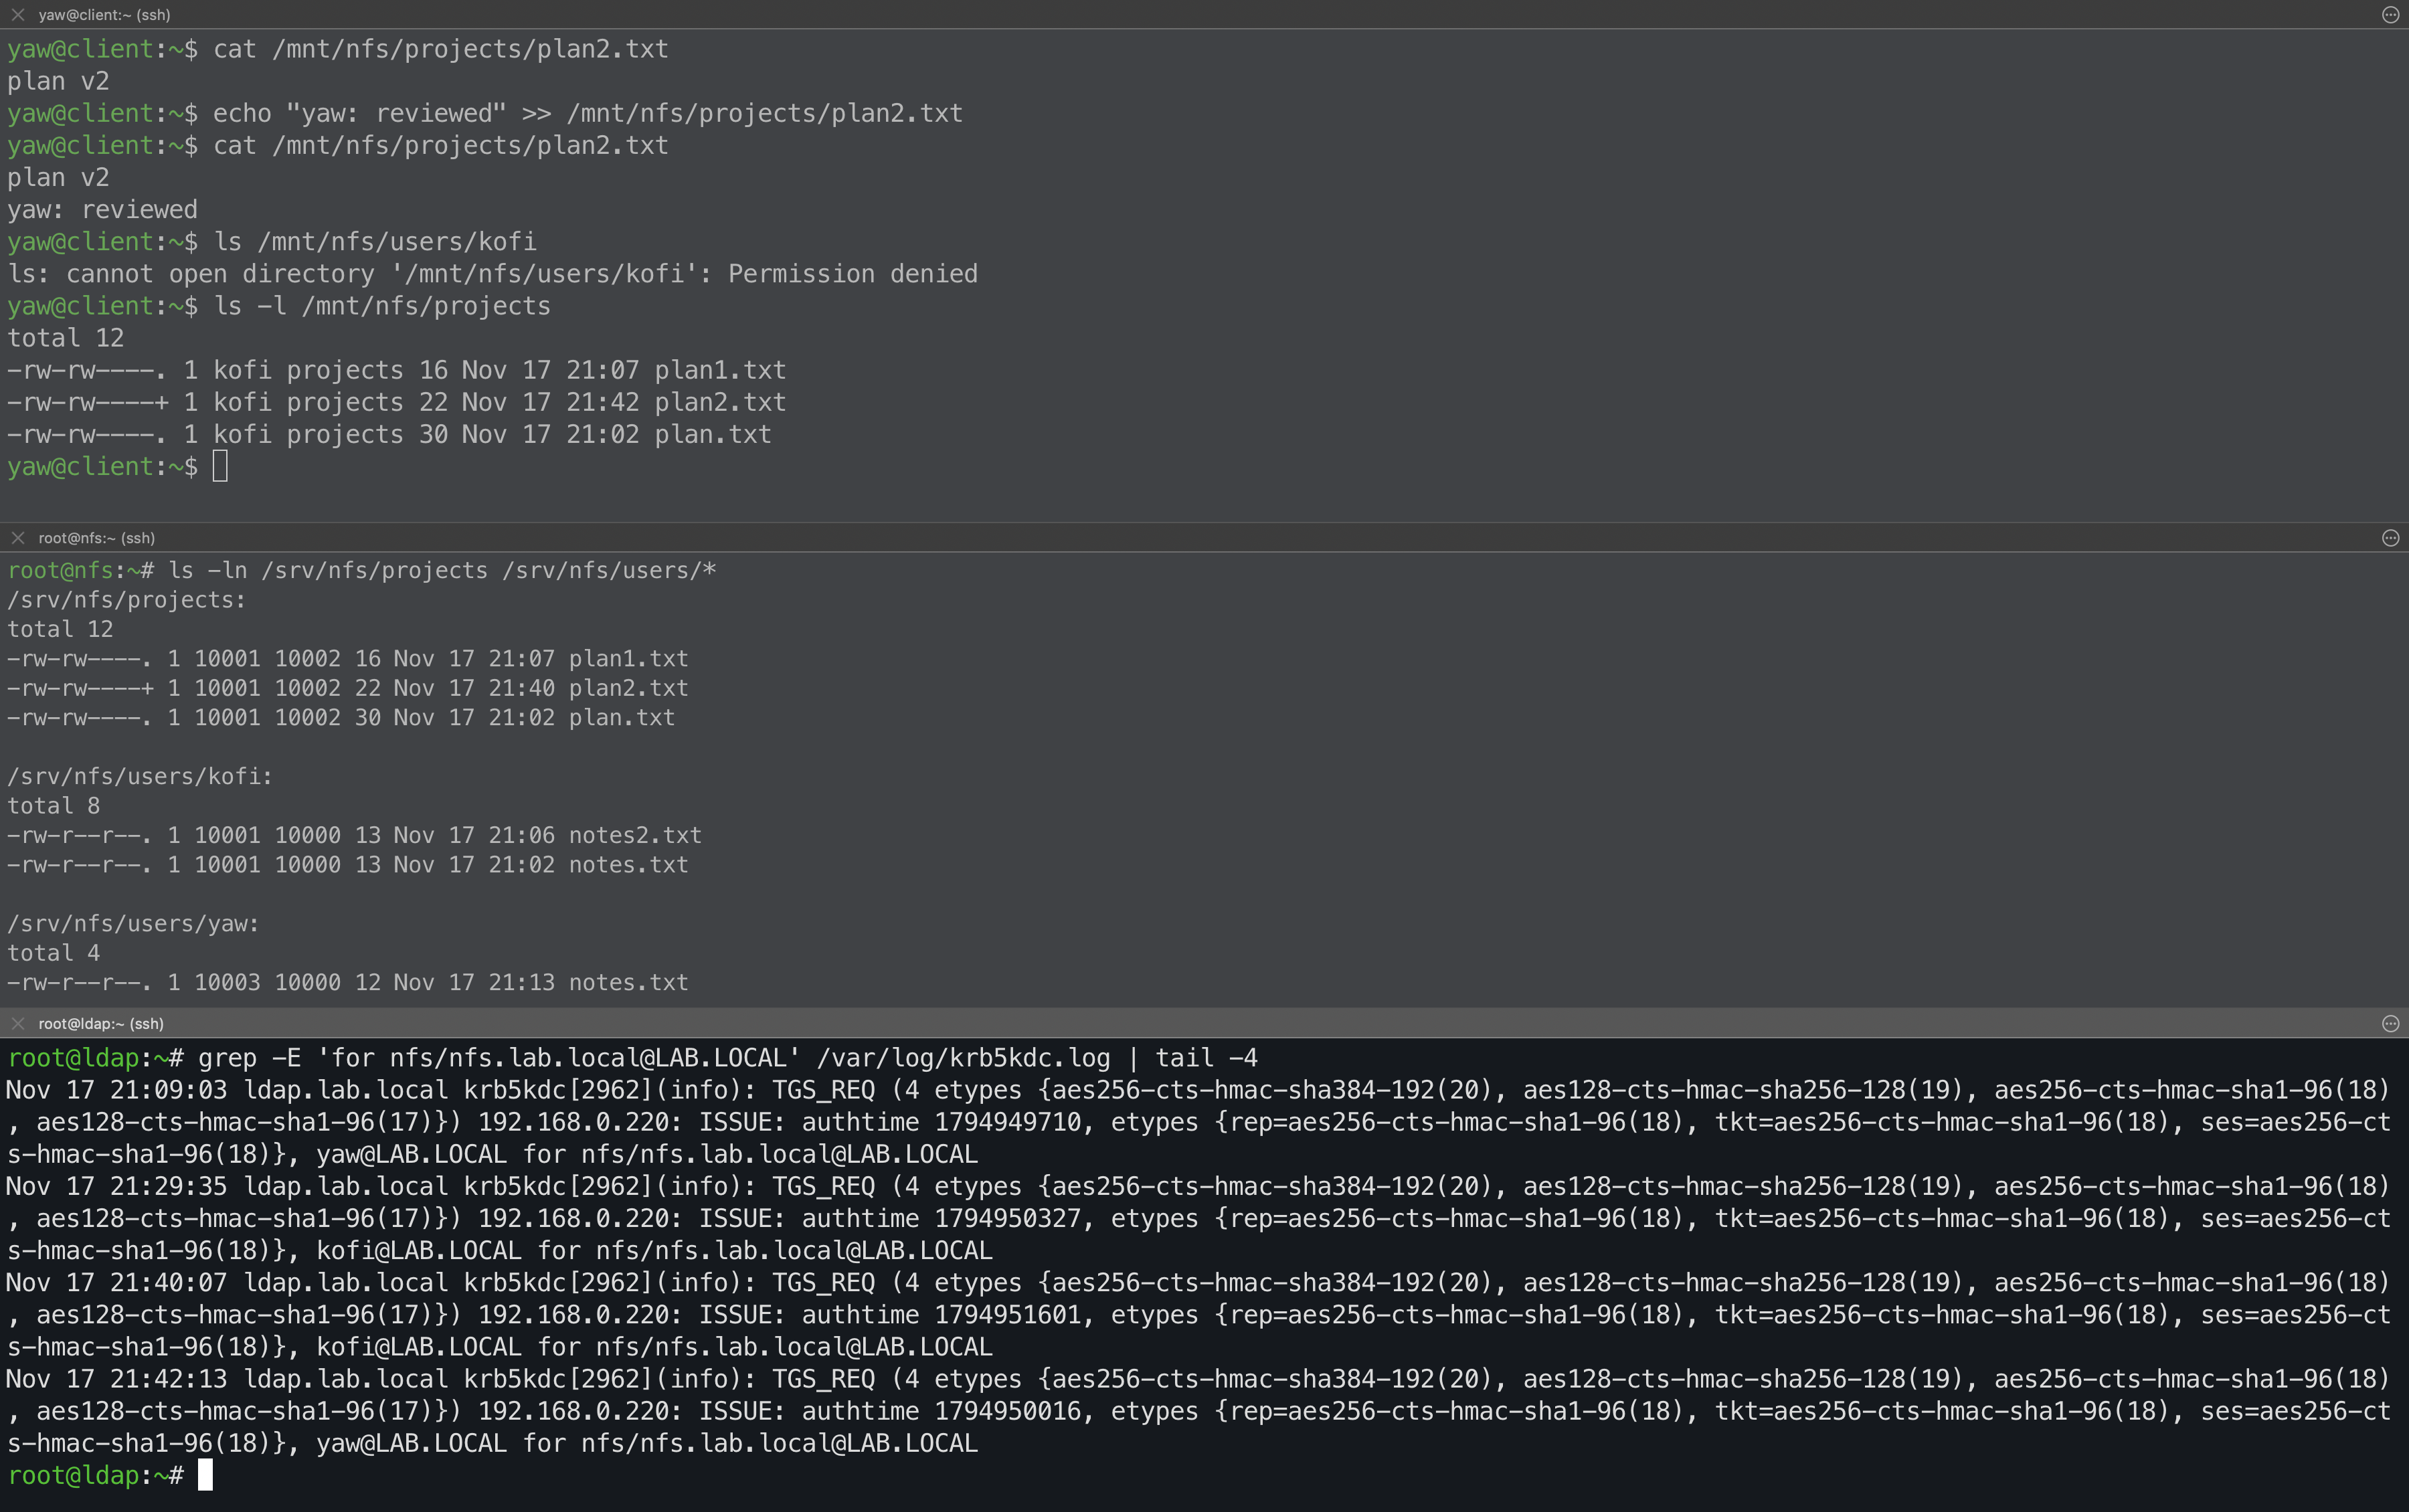 yaw@client:~ (ssh)
yaw@client:~$ cat /mnt/nfs/projects/plan2.txt
plan v2
yaw@client:~$ echo "yaw: reviewed" >> /mnt/nfs/projects/plan2.txt
yaw@client:~$ cat /mnt/nfs/projects/plan2.txt
plan v2
yaw: reviewed
yaw@client:~$ ls /mnt/nfs/users/kofi
ls: cannot open directory '/mnt/nfs/users/kofi': Permission denied
yaw@client:~$ ls -l /mnt/nfs/projects
total 12
-rw-rw----. 1 kofi projects 16 Nov 17 21:07 plan1.txt
-rw-rw----+ 1 kofi projects 22 Nov 17 21:42 plan2.txt
-rw-rw----. 1 kofi projects 30 Nov 17 21:02 plan.txt
yaw@client:~$
root@nfs:~ (ssh)
root@nfs:~# ls -ln /srv/nfs/projects /srv/nfs/users/*
/srv/nfs/projects:
total 12
-rw-rw----. 1 10001 10002 16 Nov 17 21:07 plan1.txt
-rw-rw----+ 1 10001 10002 22 Nov 17 21:40 plan2.txt
-rw-rw----. 1 10001 10002 30 Nov 17 21:02 plan.txt
/srv/nfs/users/kofi:
total 8
-rw-r--r--. 1 10001 10000 13 Nov 17 21:06 notes2.txt
-rw-r--r--. 1 10001 10000 13 Nov 17 21:02 notes.txt
/srv/nfs/users/yaw:
total 4
-rw-r--r--. 1 10003 10000 12 Nov 17 21:13 notes.txt
root@ldap:~ (ssh)
root@ldap:~# grep -E 'for nfs/nfs.lab.local@LAB.LOCAL' /var/log/krb5kdc.log | tail -4
Nov 17 21:09:03 ldap.lab.local krb5kdc[2962](info): TGS_REQ (4 etypes {aes256-cts-hmac-sha384-192(20), aes128-cts-hmac-sha256-128(19), aes256-cts-hmac-sha1-96(18)
, aes128-cts-hmac-sha1-96(17)}) 192.168.0.220: ISSUE: authtime 1794949710, etypes {rep=aes256-cts-hmac-sha1-96(18), tkt=aes256-cts-hmac-sha1-96(18), ses=aes256-ct
s-hmac-sha1-96(18)}, yaw@LAB.LOCAL for nfs/nfs.lab.local@LAB.LOCAL
Nov 17 21:29:35 ldap.lab.local krb5kdc[2962](info): TGS_REQ (4 etypes {aes256-cts-hmac-sha384-192(20), aes128-cts-hmac-sha256-128(19), aes256-cts-hmac-sha1-96(18)
, aes128-cts-hmac-sha1-96(17)}) 192.168.0.220: ISSUE: authtime 1794950327, etypes {rep=aes256-cts-hmac-sha1-96(18), tkt=aes256-cts-hmac-sha1-96(18), ses=aes256-ct
s-hmac-sha1-96(18)}, kofi@LAB.LOCAL for nfs/nfs.lab.local@LAB.LOCAL
Nov 17 21:40:07 ldap.lab.local krb5kdc[2962](info): TGS_REQ (4 etypes {aes256-cts-hmac-sha384-192(20), aes128-cts-hmac-sha256-128(19), aes256-cts-hmac-sha1-96(18)
, aes128-cts-hmac-sha1-96(17)}) 192.168.0.220: ISSUE: authtime 1794951601, etypes {rep=aes256-cts-hmac-sha1-96(18), tkt=aes256-cts-hmac-sha1-96(18), ses=aes256-ct
s-hmac-sha1-96(18)}, kofi@LAB.LOCAL for nfs/nfs.lab.local@LAB.LOCAL
Nov 17 21:42:13 ldap.lab.local krb5kdc[2962](info): TGS_REQ (4 etypes {aes256-cts-hmac-sha384-192(20), aes128-cts-hmac-sha256-128(19), aes256-cts-hmac-sha1-96(18)
, aes128-cts-hmac-sha1-96(17)}) 192.168.0.220: ISSUE: authtime 1794950016, etypes {rep=aes256-cts-hmac-sha1-96(18), tkt=aes256-cts-hmac-sha1-96(18), ses=aes256-ct
s-hmac-sha1-96(18)}, yaw@LAB.LOCAL for nfs/nfs.lab.local@LAB.LOCAL
root@ldap:~#